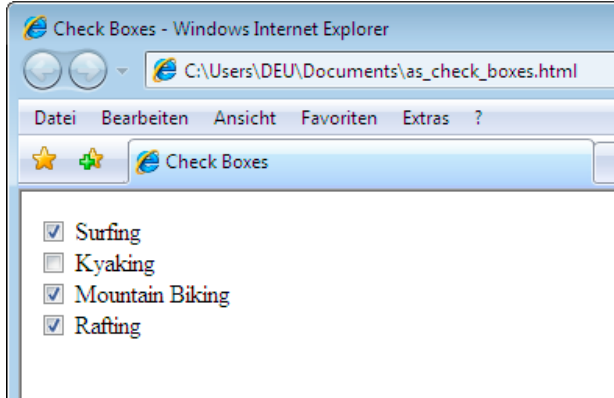 Check Boxes - Windows Internet Explorer
C:\Users\DEU\Documents\as_check_boxes.html
Datei Bearbeiten Ansicht Favoriten Extras ?
Check Boxes
Surfing
Kyaking
Mountain Biking
Rafting